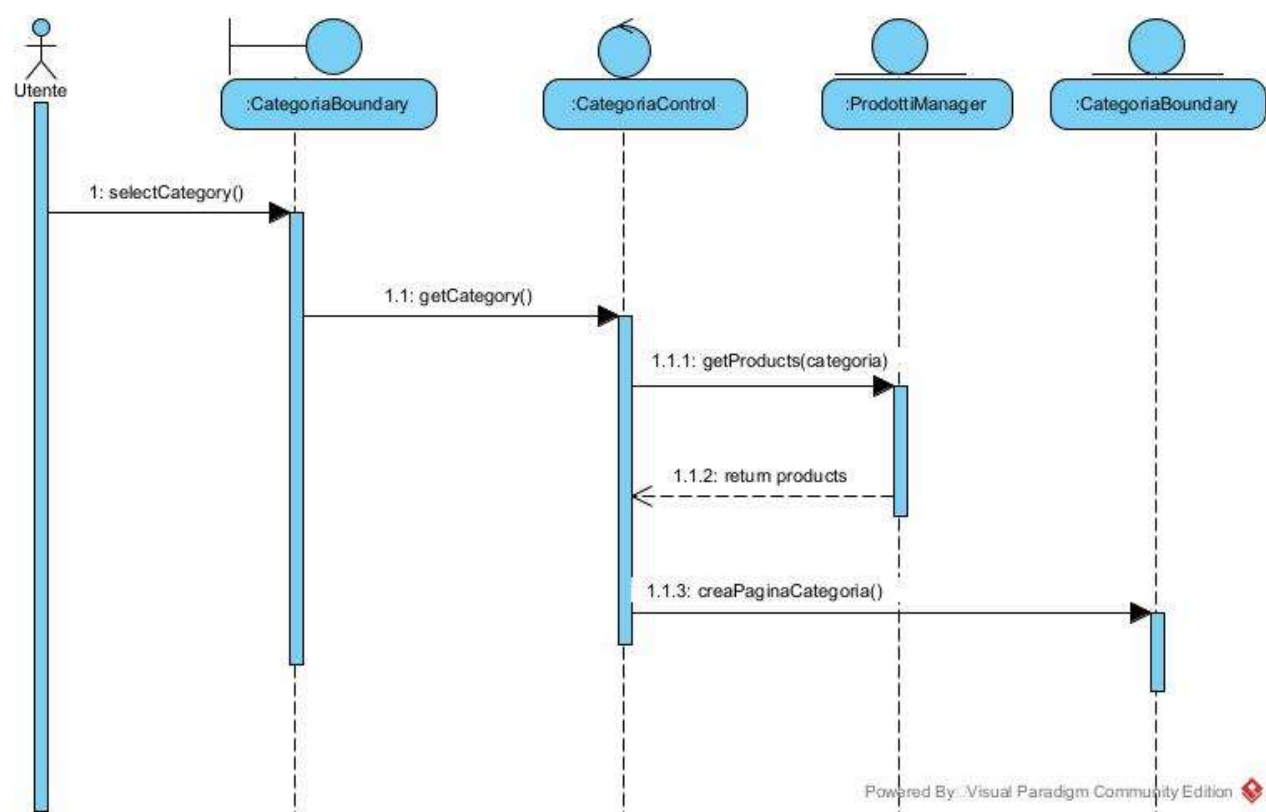 Utente
:CategoriaBoundary
:CategoriaControl
:ProdottiManager
:CategoriaBoundary
1: selectCategory()
1.1: getCategory()
1.1.1: getProducts(categoria)
1.1.2: return products
1.1.3: creaPaginaCategoria()
Powered By Visual Paradigm Community Edition